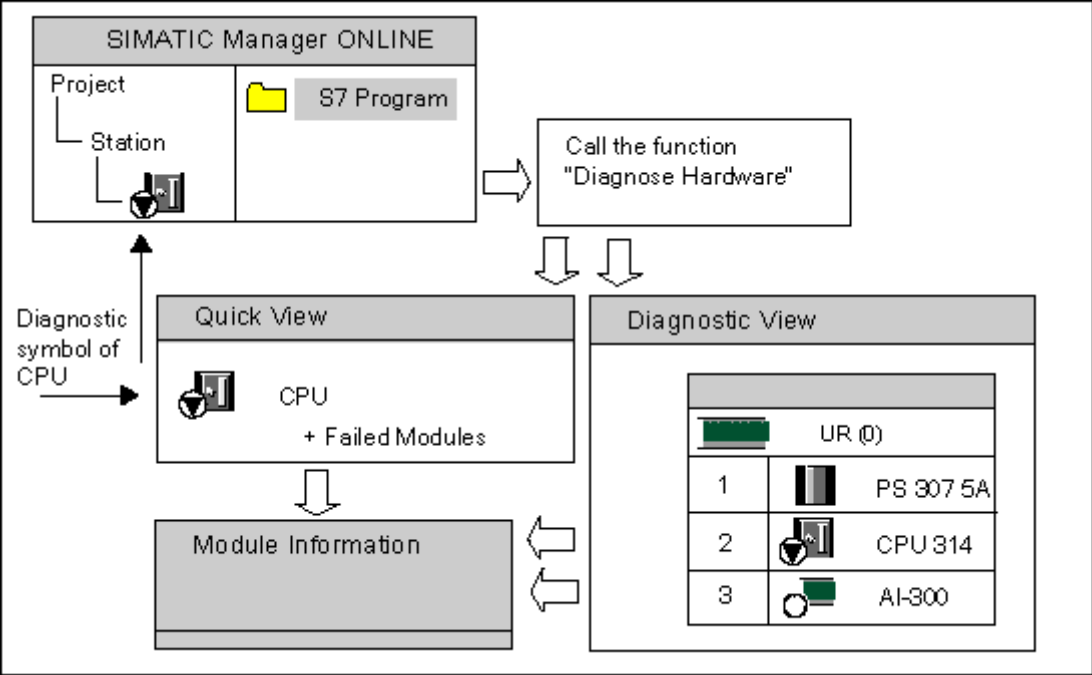 SIMATIC Manager ONLINE
Project
Station
S7 Program
Call the function
"Diagnose Hardware"
Diagnostic
symbol of
CPU
Quick View
CPU
+ Failed Modules
Module Information
Diagnostic View
UR (0)
1 PS 307 5A
2 CPU 314
3 AI-300